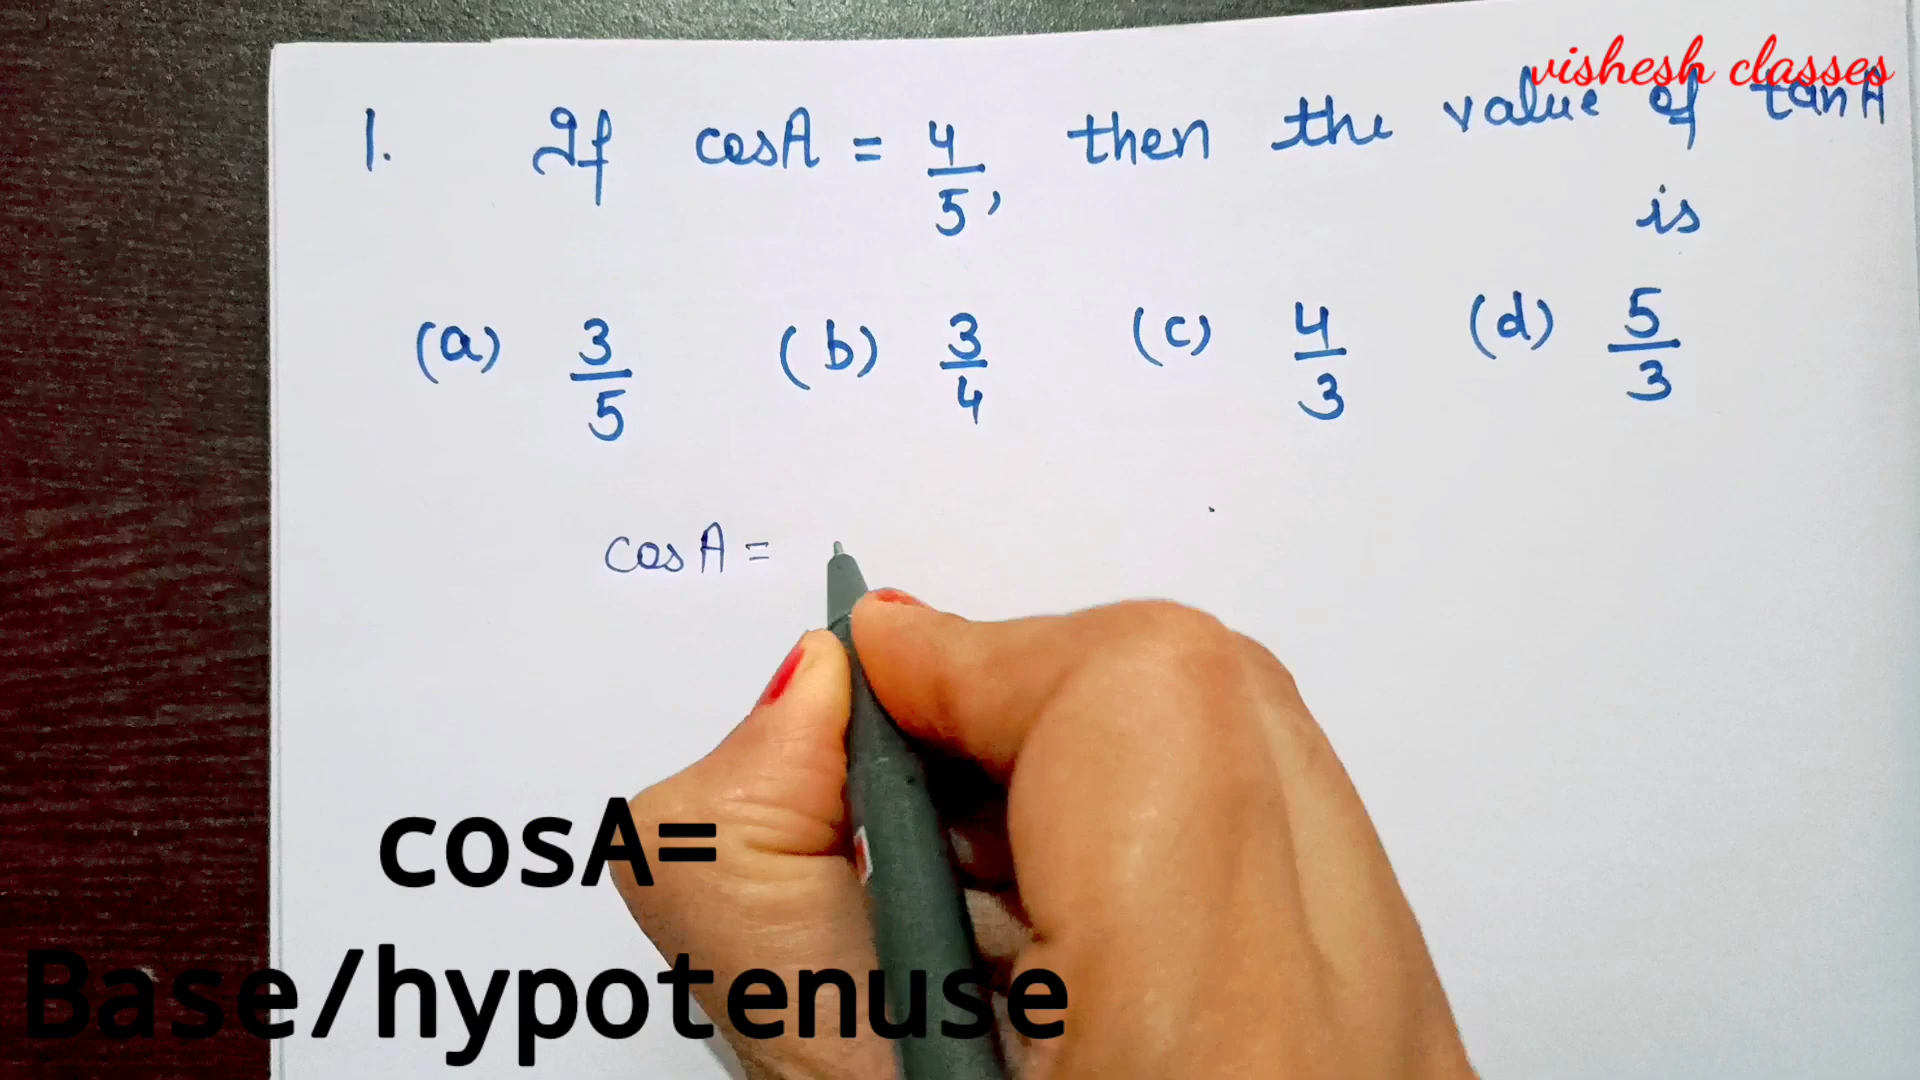 vishesh classes
1. If cosA = 4/5, then the value of tanA
is
(a) 3/5 (b) 3/4 (c) 4/3 (d) 5/3
cosA =
cosA=
Base/hypotenuse